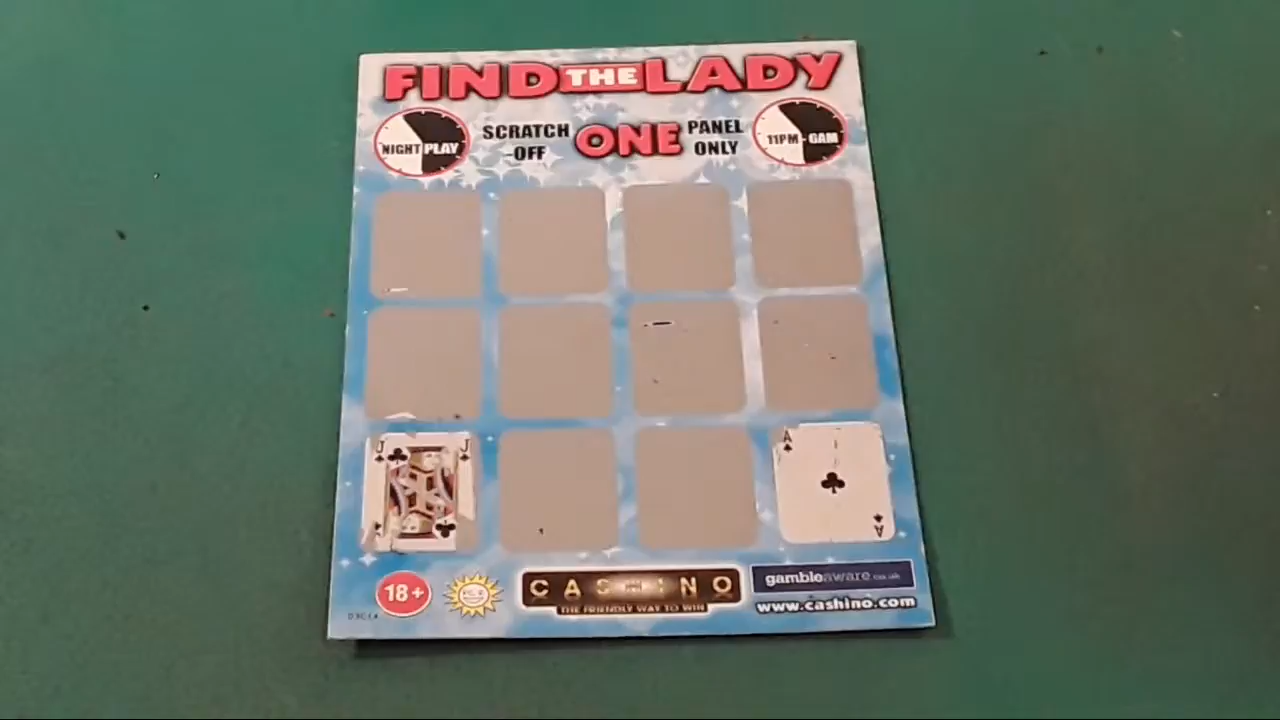 FIND THE LADY
NIGHT PLAY
SCRATCH -OFF
ONE
PANEL ONLY
11PM - 6AM
J J
A
A
18+
CASHINO
THE FRIENDLY WAY TO WIN
gambleaware.co.uk
www.cashino.com